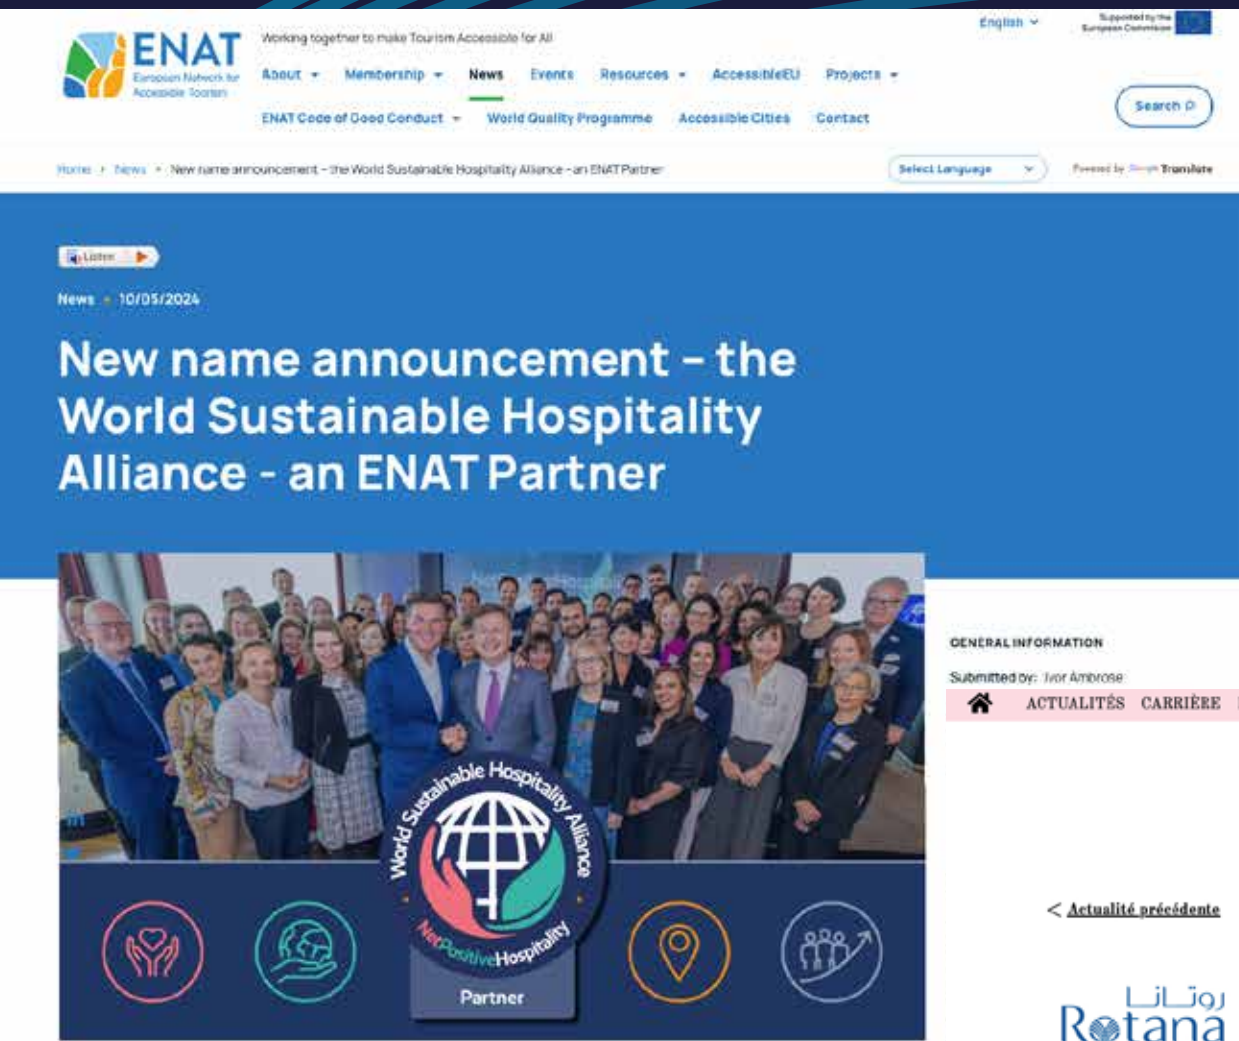 ENAT
European Network for
Accessible Tourism
Working together to make Tourism Accessible for All
English
Supported by the
European Commission
About Membership News Events Resources AccessibleEU Projects
ENAT Code of Good Conduct World Quality Programme Accessible Cities Contact
Search
Home News New name announcement – the World Sustainable Hospitality Alliance - an ENAT Partner
Select Language
Powered by Google Translate
Listen
News • 10/05/2024
New name announcement – the
World Sustainable Hospitality
Alliance - an ENAT Partner
GENERAL INFORMATION
Submitted by: Ivor Ambrose
ACTUALITÉS CARRIÈRE
World Sustainable Hospitality Alliance
NetPositiveHospitality
Partner
< Actualité précédente
روتانا
Rotana